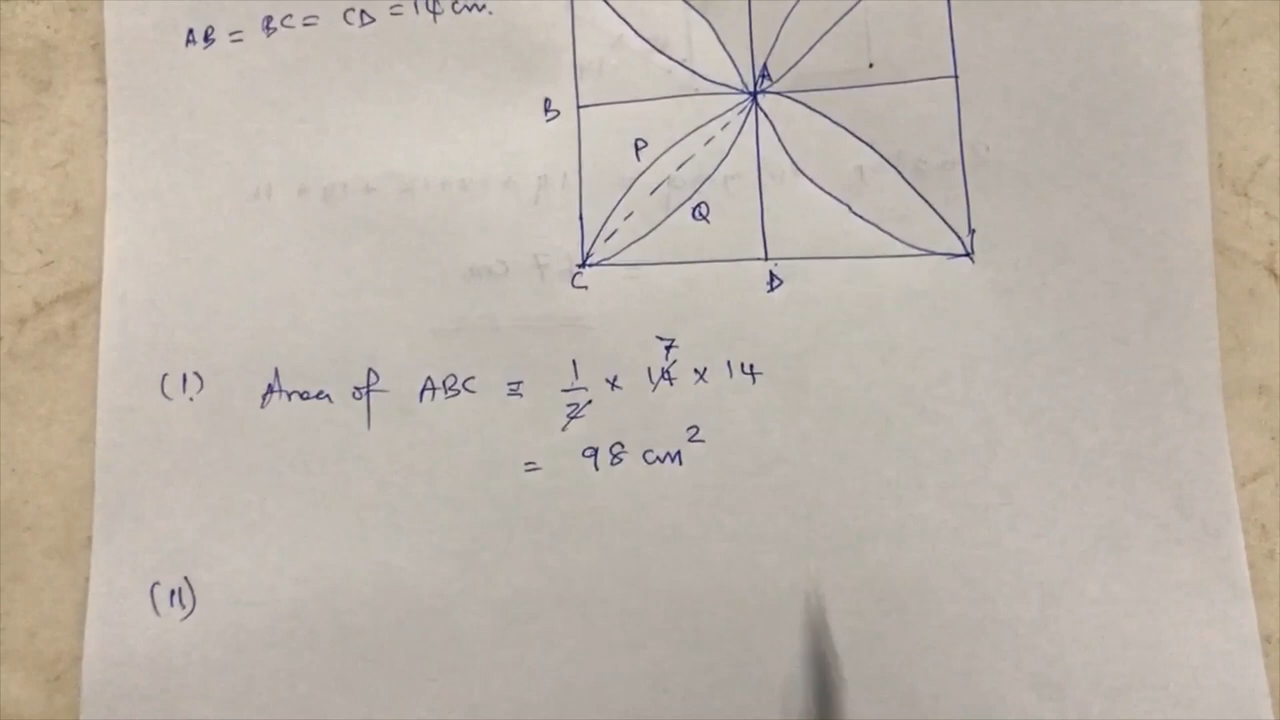 AB = BC = CD = 14 cm.
A
B
P
Q
C
D
(I) Area of ABC = 1/2 × 14 × 14
7
= 98 cm²
(II)